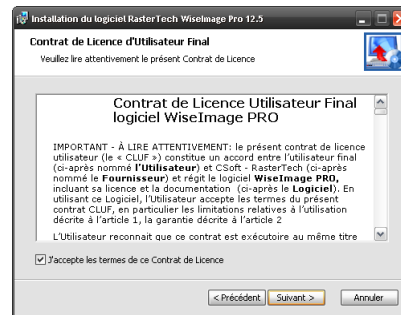 Installation du logiciel RasterTech WiseImage Pro 12.5
Contrat de Licence d'Utilisateur Final
Veuillez lire attentivement le présent Contrat de Licence
Contrat de Licence Utilisateur Final
logiciel WiseImage PRO
IMPORTANT - À LIRE ATTENTIVEMENT: le présent contrat de licence
utilisateur (le « CLUF ») constitue un accord entre l'utilisateur final
(ci-après nommé l'Utilisateur) et CSoft - RasterTech (ci-après
nommé le Fournisseur) et régit le logiciel WiseImage PRO,
incluant sa licence et la documentation (ci-après le Logiciel). En
utilisant ce Logiciel, l'Utilisateur accepte les termes du présent
contrat CLUF, en particulier les limitations relatives à l'utilisation
décrite à l'article 1, la garantie décrite à l'article 2
L'Utilisateur reconnait que ce contrat est exécutoire au même titre
J'accepte les termes de ce Contrat de Licence
< Précédent
Suivant >
Annuler